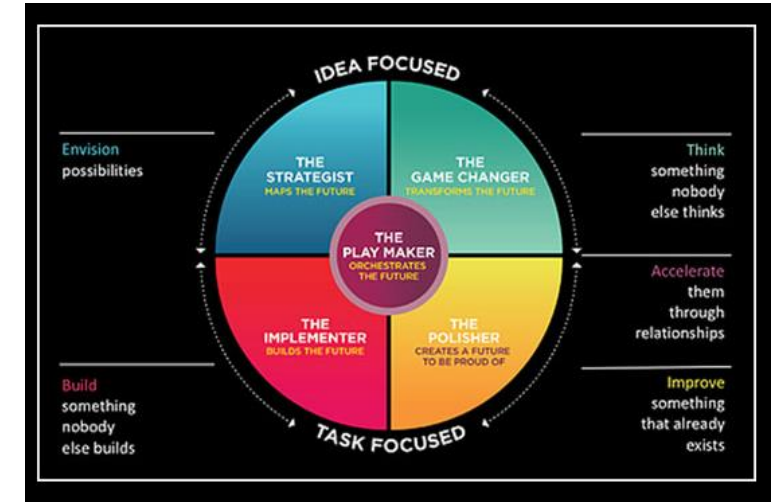 IDEA FOCUSED
Envision
possibilities
THE
STRATEGIST
MAPS THE FUTURE
THE
GAME CHANGER
TRANSFORMS THE FUTURE
Think
something
nobody
else thinks
THE
PLAY MAKER
ORCHESTRATES
THE FUTURE
Accelerate
them
through
relationships
THE
IMPLEMENTER
BUILDS THE FUTURE
THE
POLISHER
CREATES A FUTURE
TO BE PROUD OF
Build
something
nobody
else builds
Improve
something
that already
exists
TASK FOCUSED